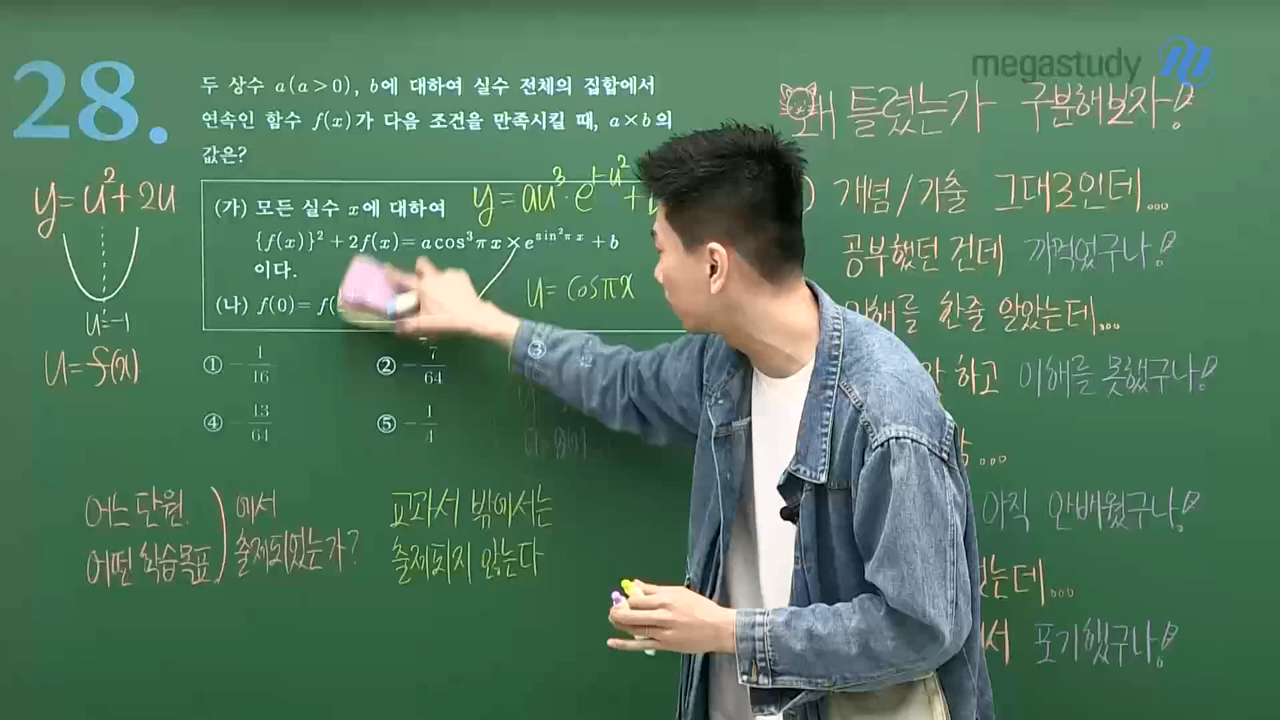 megastudy
28.
두 상수 a(a>0), b에 대하여 실수 전체의 집합에서
연속인 함수 f(x)가 다음 조건을 만족시킬 때, a×b의
값은?
(가) 모든 실수 x에 대하여
{f(x)}² + 2f(x) = a cos³πx × e^{sin²πx} + b
이다.
(나) f(0) = f(
① -1/16
② -7/64
③
④ -13/64
⑤ -1/4
y = u² + 2u
u = -1
u = f(x)
y = au³ · e^{1-u²} +
u = cosπx
어느 단원
어떤 학습목표
에서
출제되었는가?
교과서 밖에서는
출제되지 않는다
왜 틀렸는가 구분해보자!
) 개념/기출 그대로인데...
공부했던 건데 까먹었구나!
이해를 한줄 알았는데...
하고 이해를 못했구나!
...
아직 안배웠구나!
는데...
서 포기했구나!